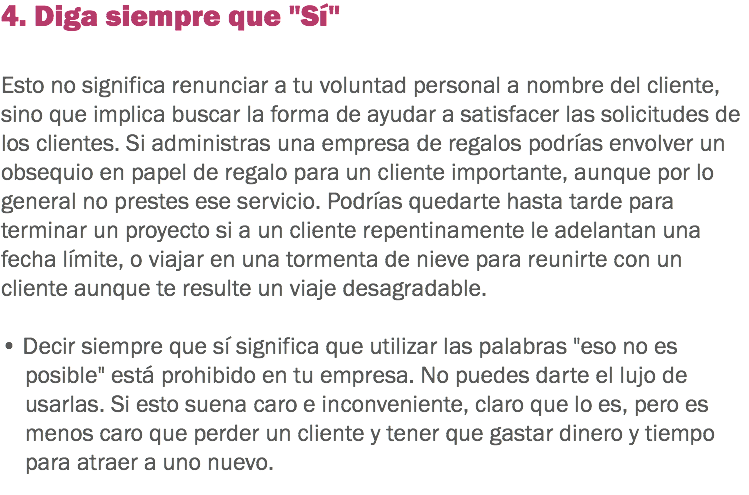 4. Diga siempre que "Sí"
Esto no significa renunciar a tu voluntad personal a nombre del cliente,
sino que implica buscar la forma de ayudar a satisfacer las solicitudes de
los clientes. Si administras una empresa de regalos podrías envolver un
obsequio en papel de regalo para un cliente importante, aunque por lo
general no prestes ese servicio. Podrías quedarte hasta tarde para
terminar un proyecto si a un cliente repentinamente le adelantan una
fecha límite, o viajar en una tormenta de nieve para reunirte con un
cliente aunque te resulte un viaje desagradable.
• Decir siempre que sí significa que utilizar las palabras "eso no es
posible" está prohibido en tu empresa. No puedes darte el lujo de
usarlas. Si esto suena caro e inconveniente, claro que lo es, pero es
menos caro que perder un cliente y tener que gastar dinero y tiempo
para atraer a uno nuevo.